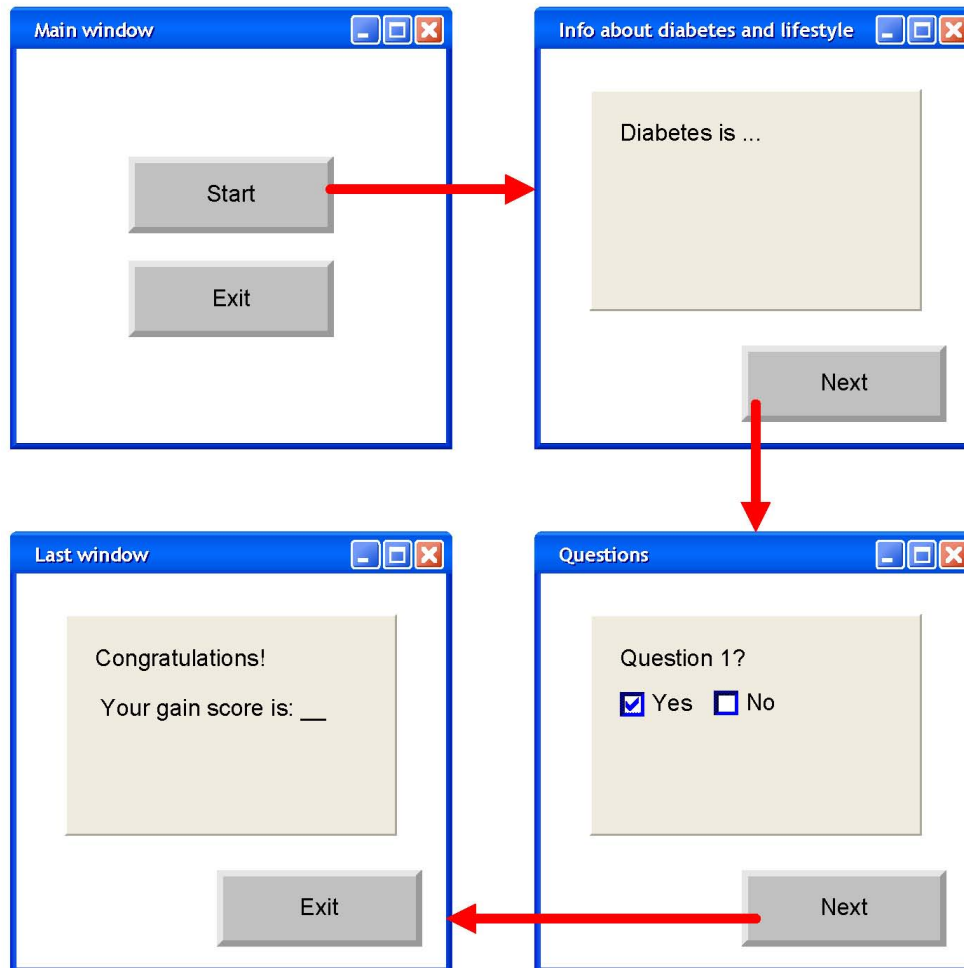 Main window
Start
Exit
Info about diabetes and lifestyle
Diabetes is ...
Next
Last window
Congratulations!
Your gain score is: __
Exit
Questions
Question 1?
Yes No
Next